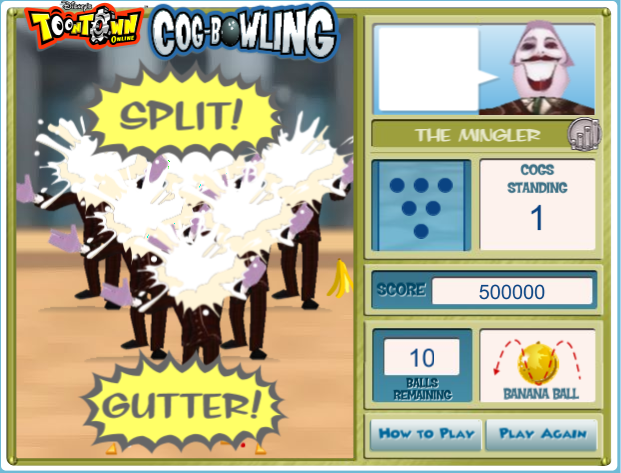 Disney's
TOONTOWN
ONLINE
COG-BOWLING
SPLIT!
GUTTER!
THE MINGLER
COGS
STANDING
1
SCORE 500000
10
BALLS
REMAINING
BANANA BALL
HOW TO PLAY
PLAY AGAIN